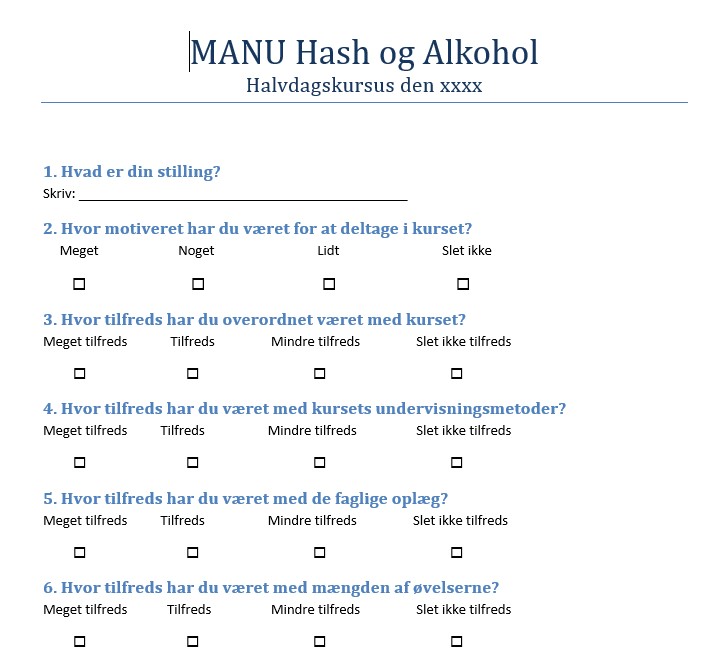 MANU Hash og Alkohol
Halvdagskursus den xxxx
1. Hvad er din stilling?
Skriv: ___________________________________________
2. Hvor motiveret har du været for at deltage i kurset?
Meget Noget Lidt Slet ikke
☐ ☐ ☐ ☐
3. Hvor tilfreds har du overordnet været med kurset?
Meget tilfreds Tilfreds Mindre tilfreds Slet ikke tilfreds
☐ ☐ ☐ ☐
4. Hvor tilfreds har du været med kursets undervisningsmetoder?
Meget tilfreds Tilfreds Mindre tilfreds Slet ikke tilfreds
☐ ☐ ☐ ☐
5. Hvor tilfreds har du været med de faglige oplæg?
Meget tilfreds Tilfreds Mindre tilfreds Slet ikke tilfreds
☐ ☐ ☐ ☐
6. Hvor tilfreds har du været med mængden af øvelserne?
Meget tilfreds Tilfreds Mindre tilfreds Slet ikke tilfreds
☐ ☐ ☐ ☐